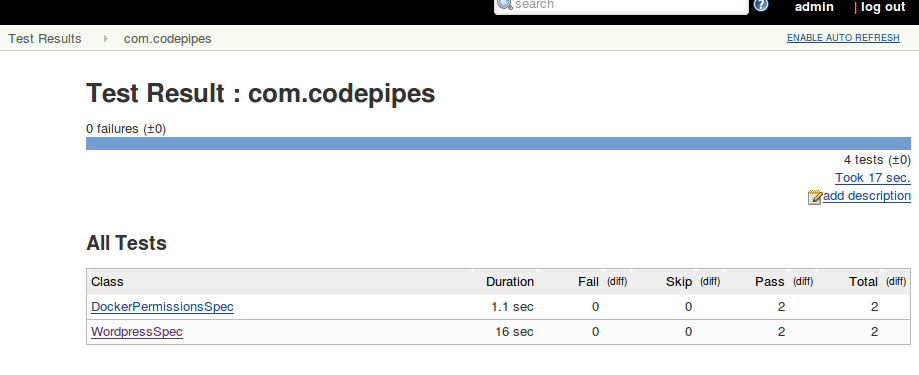 search
?
admin | log out
Test Results com.codepipes ENABLE AUTO REFRESH
Test Result : com.codepipes
0 failures (±0)
4 tests (±0)
Took 17 sec.
add description
All Tests
Class Duration Fail (diff) Skip (diff) Pass (diff) Total (diff)
DockerPermissionsSpec 1.1 sec 0 0 2 2
WordpressSpec 16 sec 0 0 2 2